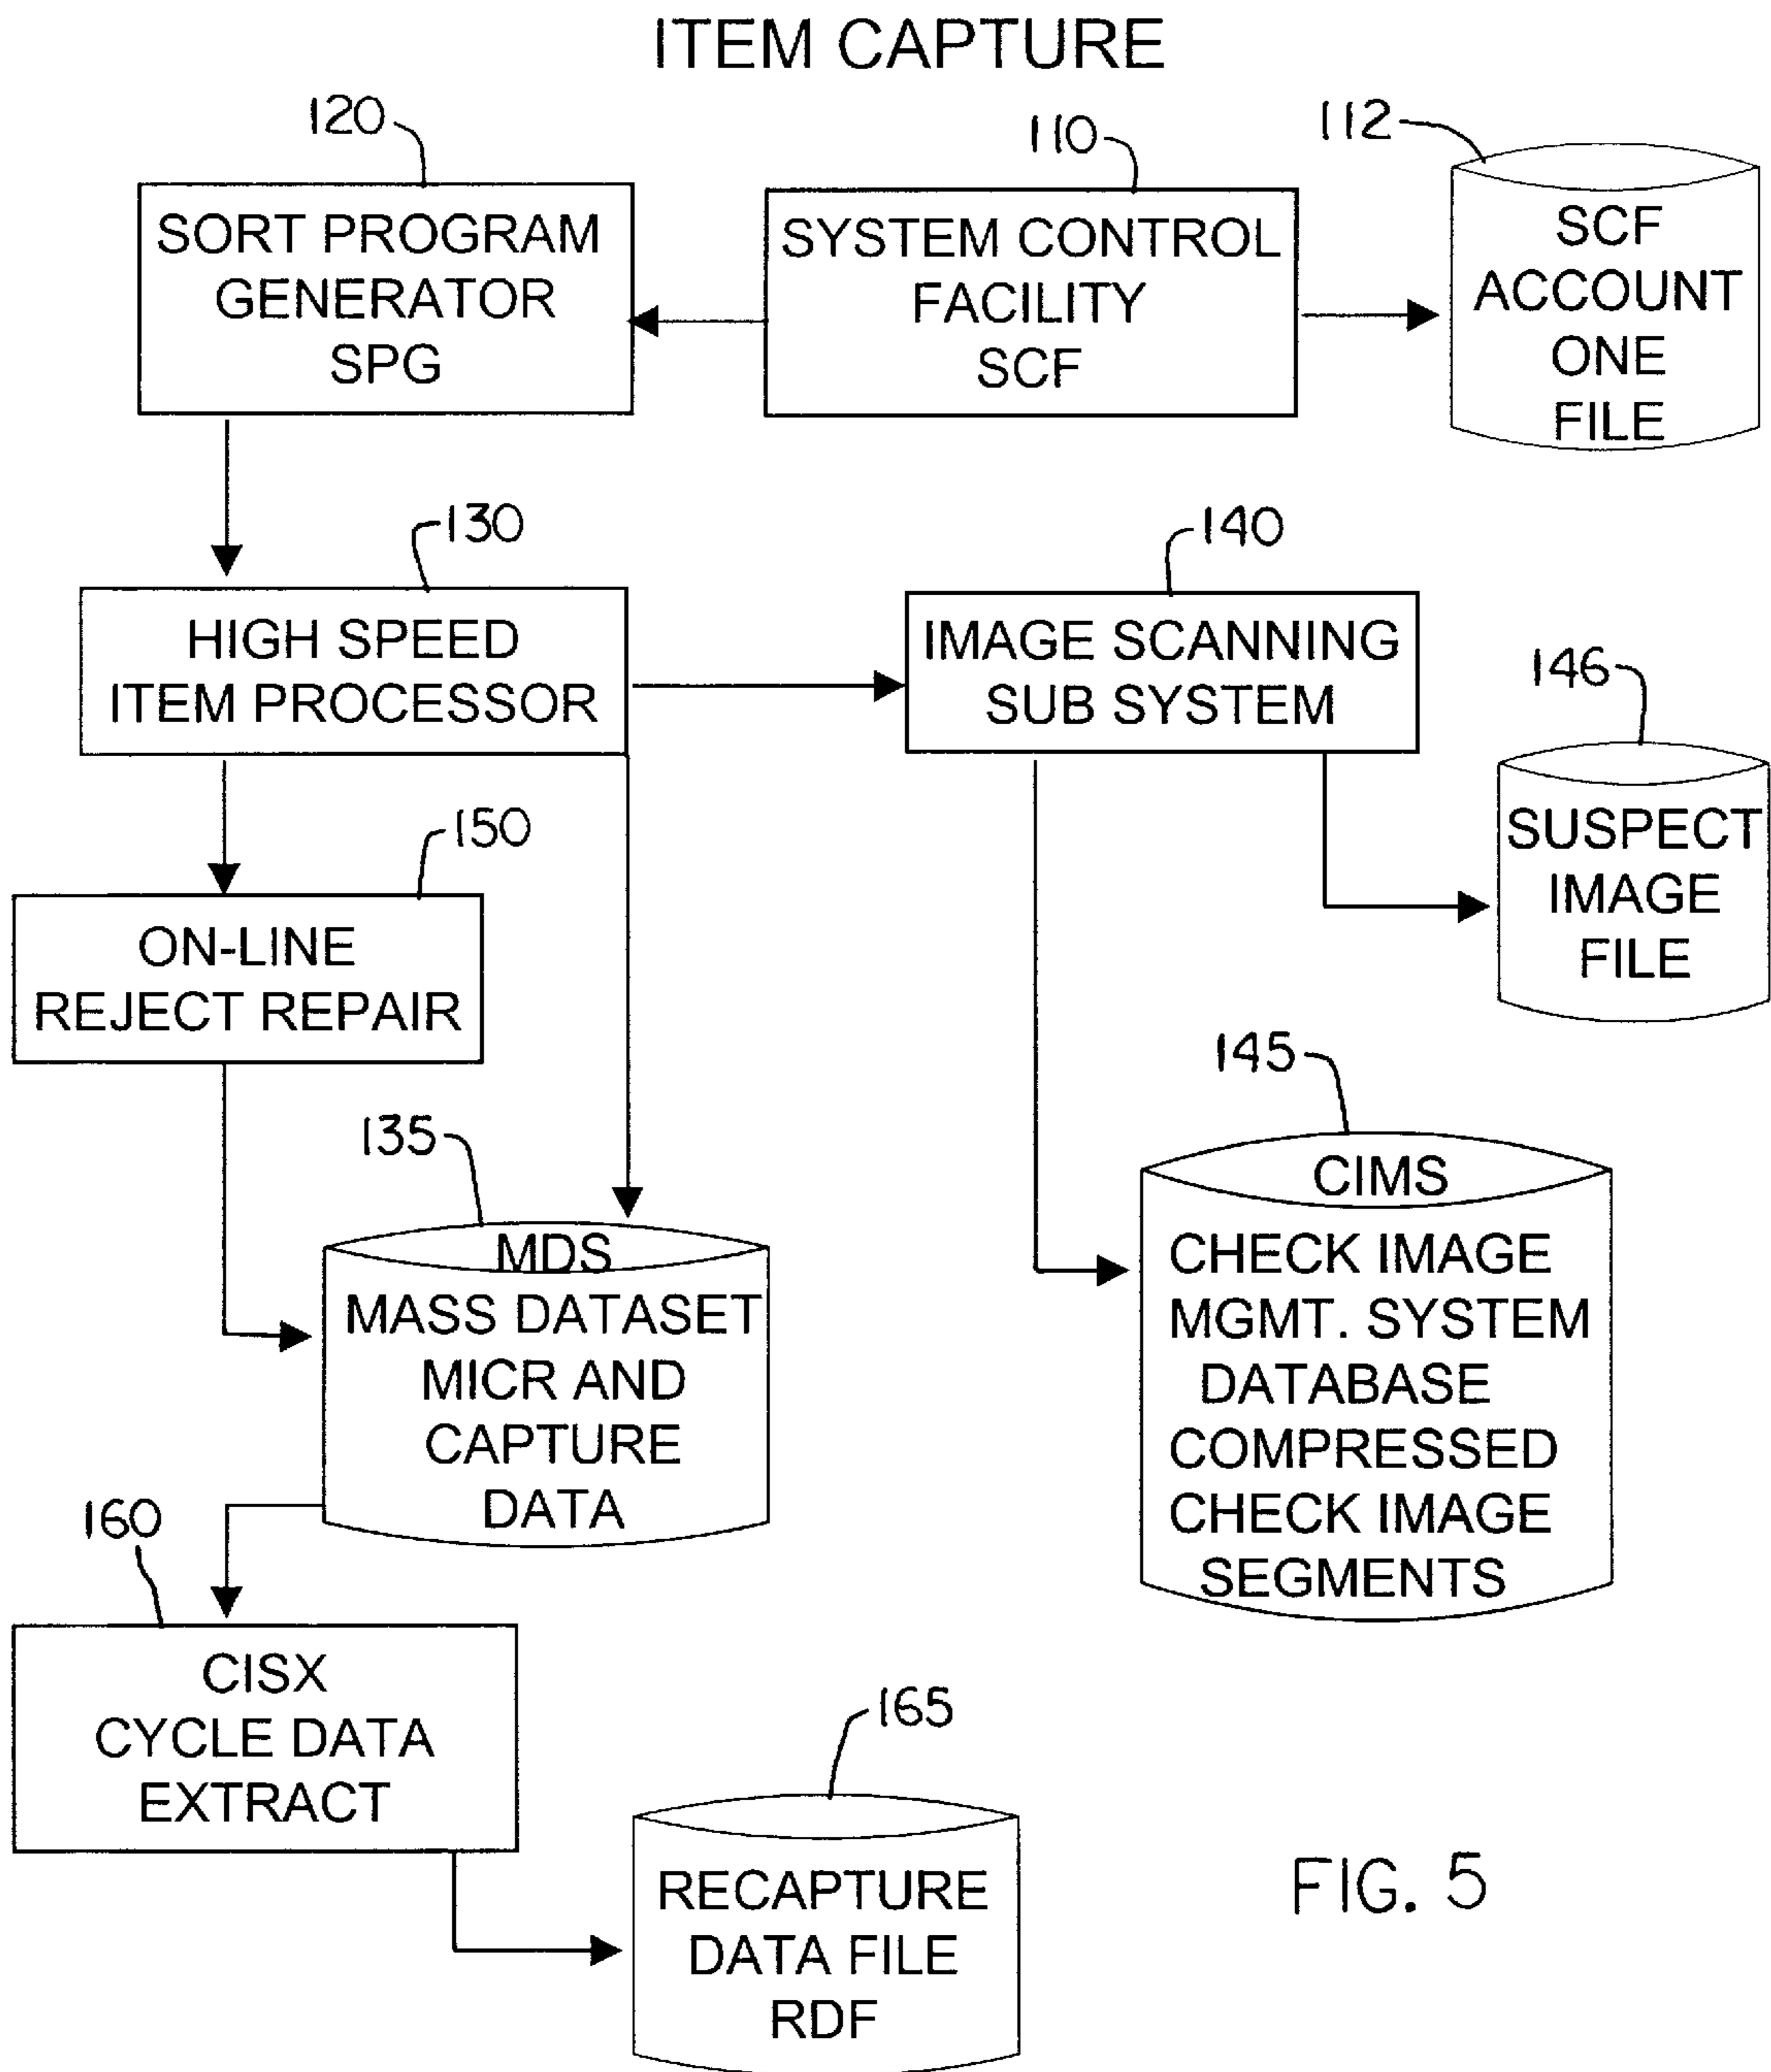 ITEM CAPTURE
120
110
112
SORT PROGRAM
GENERATOR
SPG
SYSTEM CONTROL
FACILITY
SCF
SCF
ACCOUNT
ONE
FILE
130
140
HIGH SPEED
ITEM PROCESSOR
IMAGE SCANNING
SUB SYSTEM
146
SUSPECT
IMAGE
FILE
150
ON-LINE
REJECT REPAIR
135
145
MDS
MASS DATASET
MICR AND
CAPTURE
DATA
CIMS
CHECK IMAGE
MGMT. SYSTEM
DATABASE
COMPRESSED
CHECK IMAGE
SEGMENTS
160
CISX
CYCLE DATA
EXTRACT
165
RECAPTURE
DATA FILE
RDF
FIG. 5